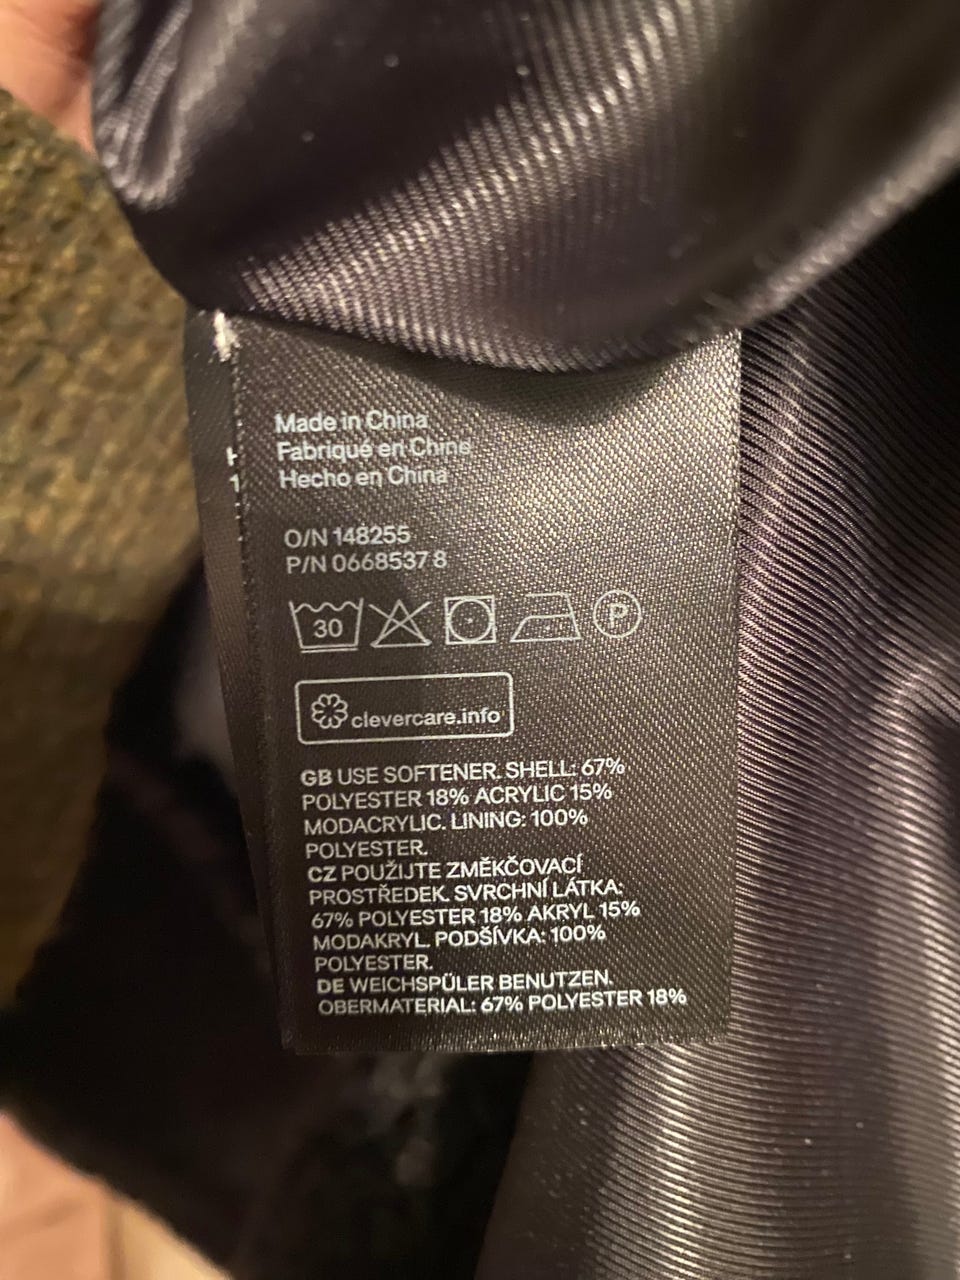 Made in China
Fabriqué en Chine
Hecho en China
O/N 148255
P/N 0668537 8
30
P
clevercare.info
GB USE SOFTENER. SHELL: 67%
POLYESTER 18% ACRYLIC 15%
MODACRYLIC. LINING: 100%
POLYESTER.
CZ POUŽIJTE ZMĚKČOVACÍ
PROSTŘEDEK. SVRCHNÍ LÁTKA:
67% POLYESTER 18% AKRYL 15%
MODAKRYL. PODŠÍVKA: 100%
POLYESTER.
DE WEICHSPÜLER BENUTZEN.
OBERMATERIAL: 67% POLYESTER 18%